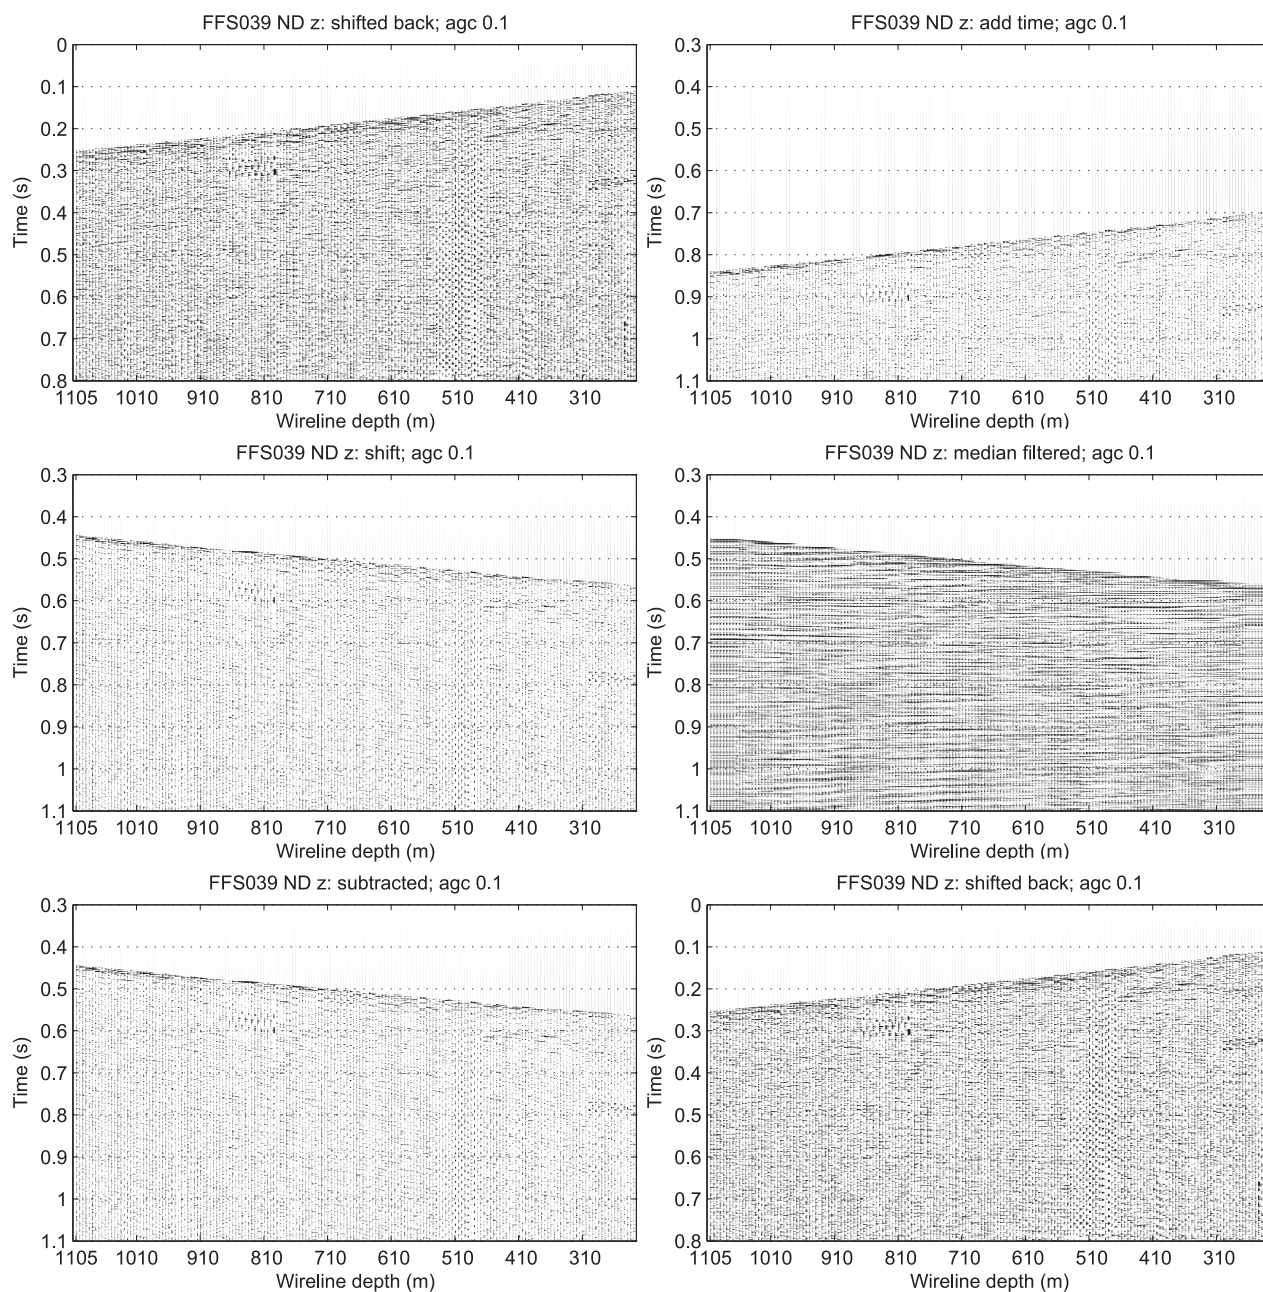 FFS039 ND z: shifted back; agc 0.1
0
0.1
0.2
0.3
0.4
0.5
0.6
0.7
0.8
Time (s)
1105 1010 910 810 710 610 510 410 310
Wireline depth (m)
FFS039 ND z: add time; agc 0.1
0.3
0.4
0.5
0.6
0.7
0.8
0.9
1
1.1
Time (s)
1105 1010 910 810 710 610 510 410 310
Wireline depth (m)
FFS039 ND z: shift; agc 0.1
0.3
0.4
0.5
0.6
0.7
0.8
0.9
1
1.1
Time (s)
1105 1010 910 810 710 610 510 410 310
Wireline depth (m)
FFS039 ND z: median filtered; agc 0.1
0.3
0.4
0.5
0.6
0.7
0.8
0.9
1
1.1
Time (s)
1105 1010 910 810 710 610 510 410 310
Wireline depth (m)
FFS039 ND z: subtracted; agc 0.1
0.3
0.4
0.5
0.6
0.7
0.8
0.9
1
1.1
Time (s)
1105 1010 910 810 710 610 510 410 310
Wireline depth (m)
FFS039 ND z: shifted back; agc 0.1
0
0.1
0.2
0.3
0.4
0.5
0.6
0.7
0.8
Time (s)
1105 1010 910 810 710 610 510 410 310
Wireline depth (m)